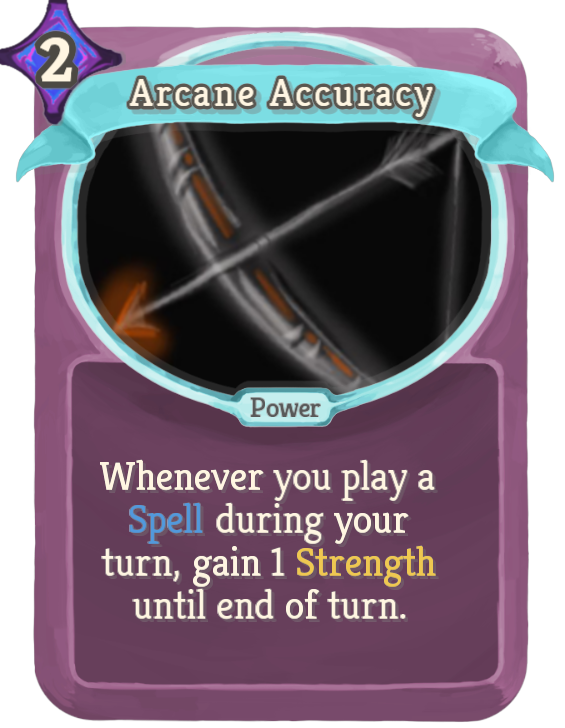 2
Arcane Accuracy
Power
Whenever you play a
Spell during your
turn, gain 1 Strength
until end of turn.